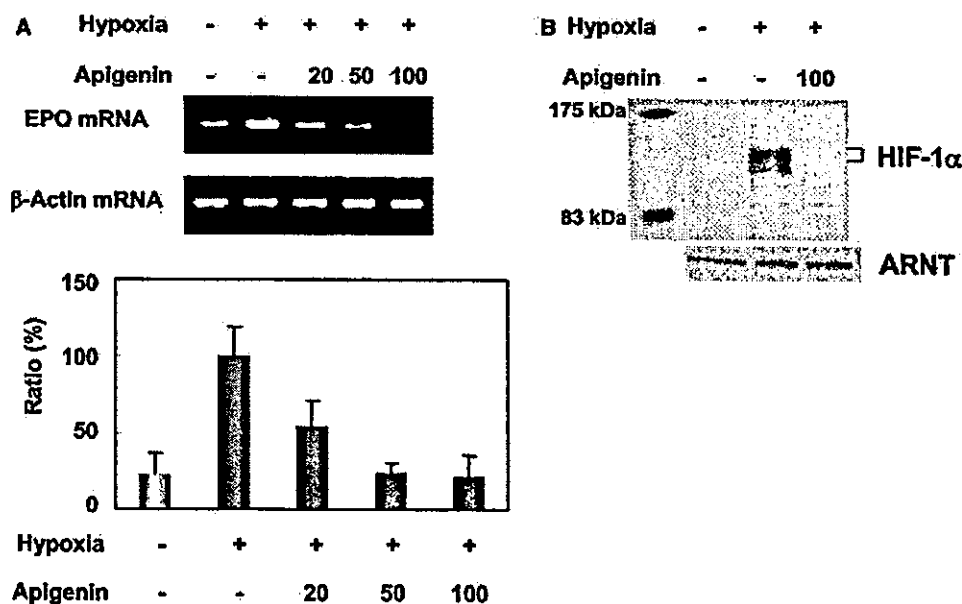 A Hypoxia - + + + +
Apigenin - - 20 50 100
EPO mRNA
β-Actin mRNA
150
100
50
0
Ratio (%)
Hypoxia - + + + +
Apigenin - - 20 50 100
B Hypoxia - + +
Apigenin - - 100
175 kDa
HIF-1α
83 kDa
ARNT